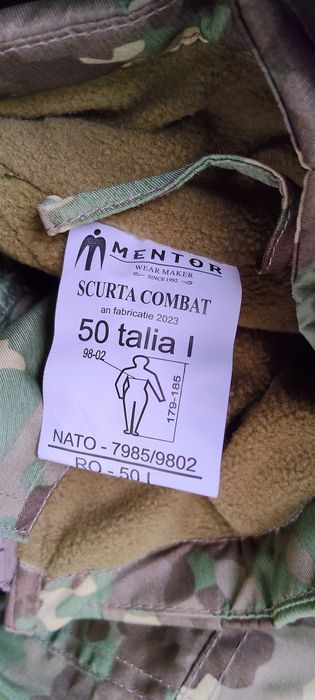 MENTOR
WEAR MAKER
SINCE 1992
SCURTA COMBAT
an fabricatie 2023
50 talia I
98-02
179-185
NATO - 7985/9802
RO - 50 I